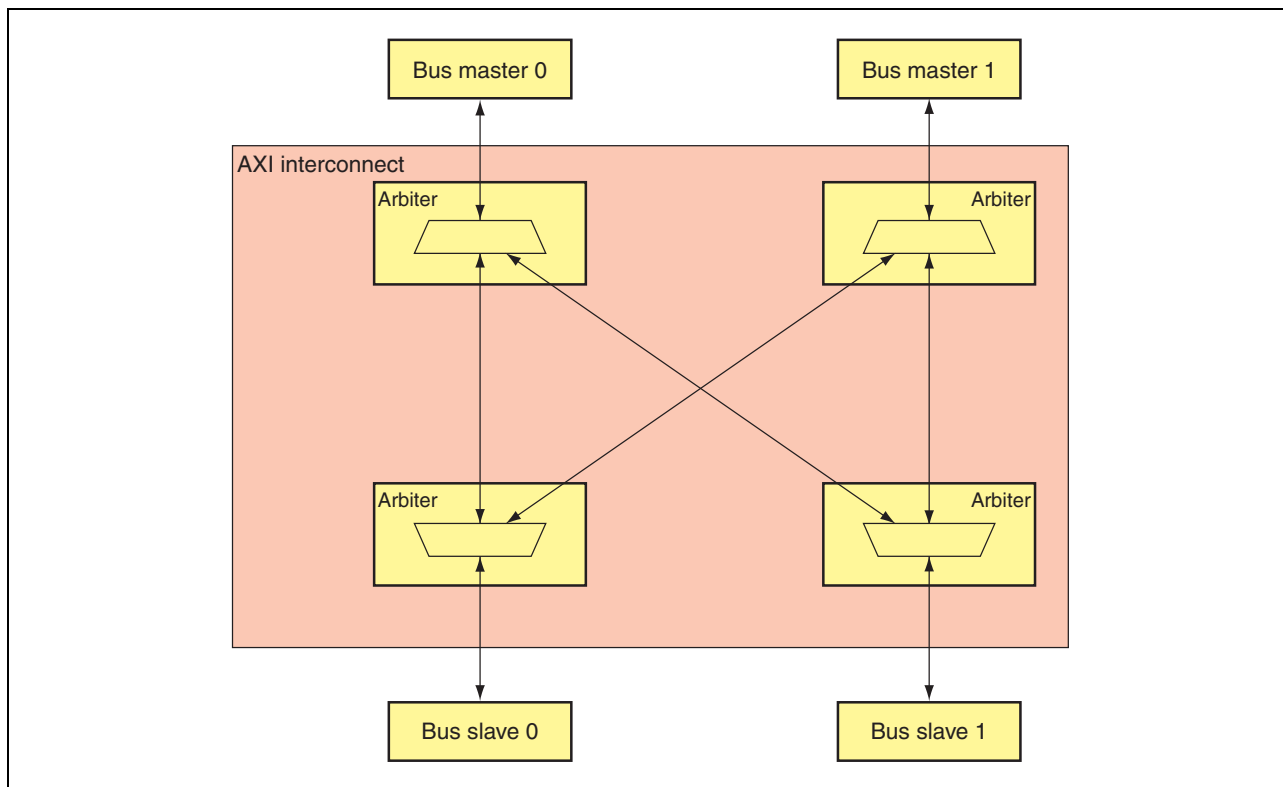 Bus master 0
Bus master 1
AXI interconnect
Arbiter
Arbiter
Arbiter
Arbiter
Bus slave 0
Bus slave 1